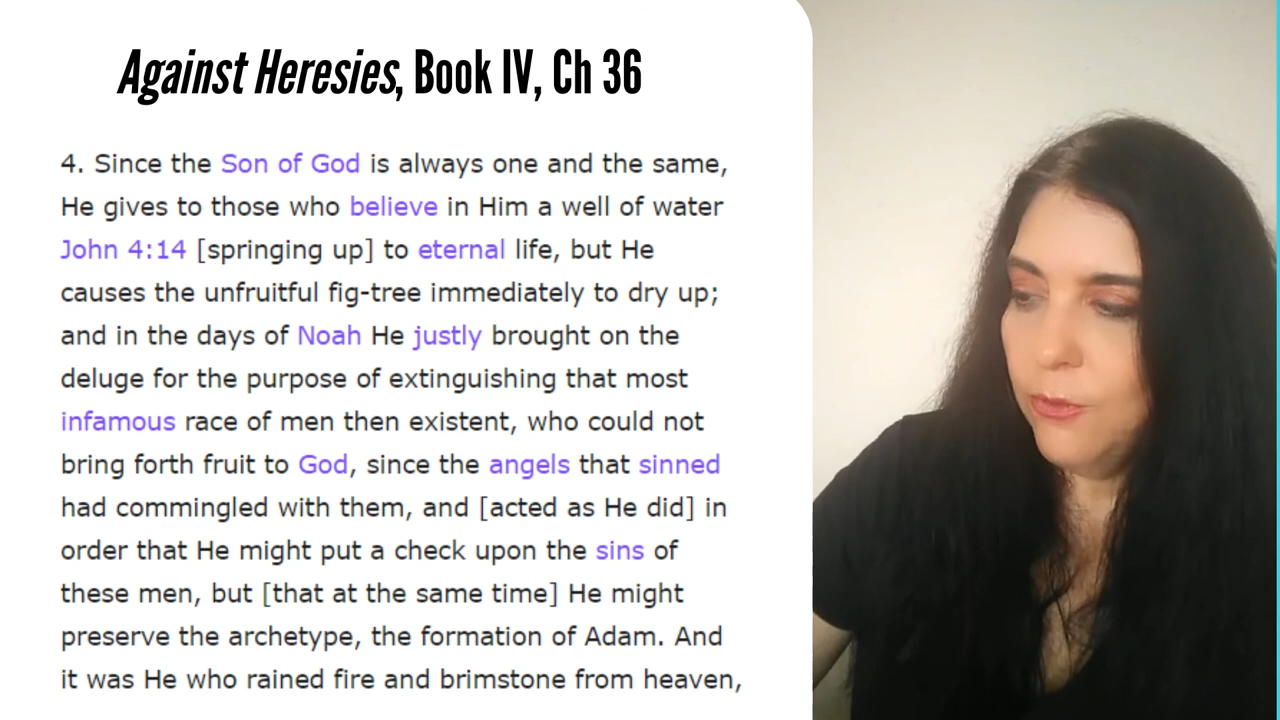 Against Heresies, Book IV, Ch 36
4. Since the Son of God is always one and the same,
He gives to those who believe in Him a well of water
John 4:14 [springing up] to eternal life, but He
causes the unfruitful fig-tree immediately to dry up;
and in the days of Noah He justly brought on the
deluge for the purpose of extinguishing that most
infamous race of men then existent, who could not
bring forth fruit to God, since the angels that sinned
had commingled with them, and [acted as He did] in
order that He might put a check upon the sins of
these men, but [that at the same time] He might
preserve the archetype, the formation of Adam. And
it was He who rained fire and brimstone from heaven,